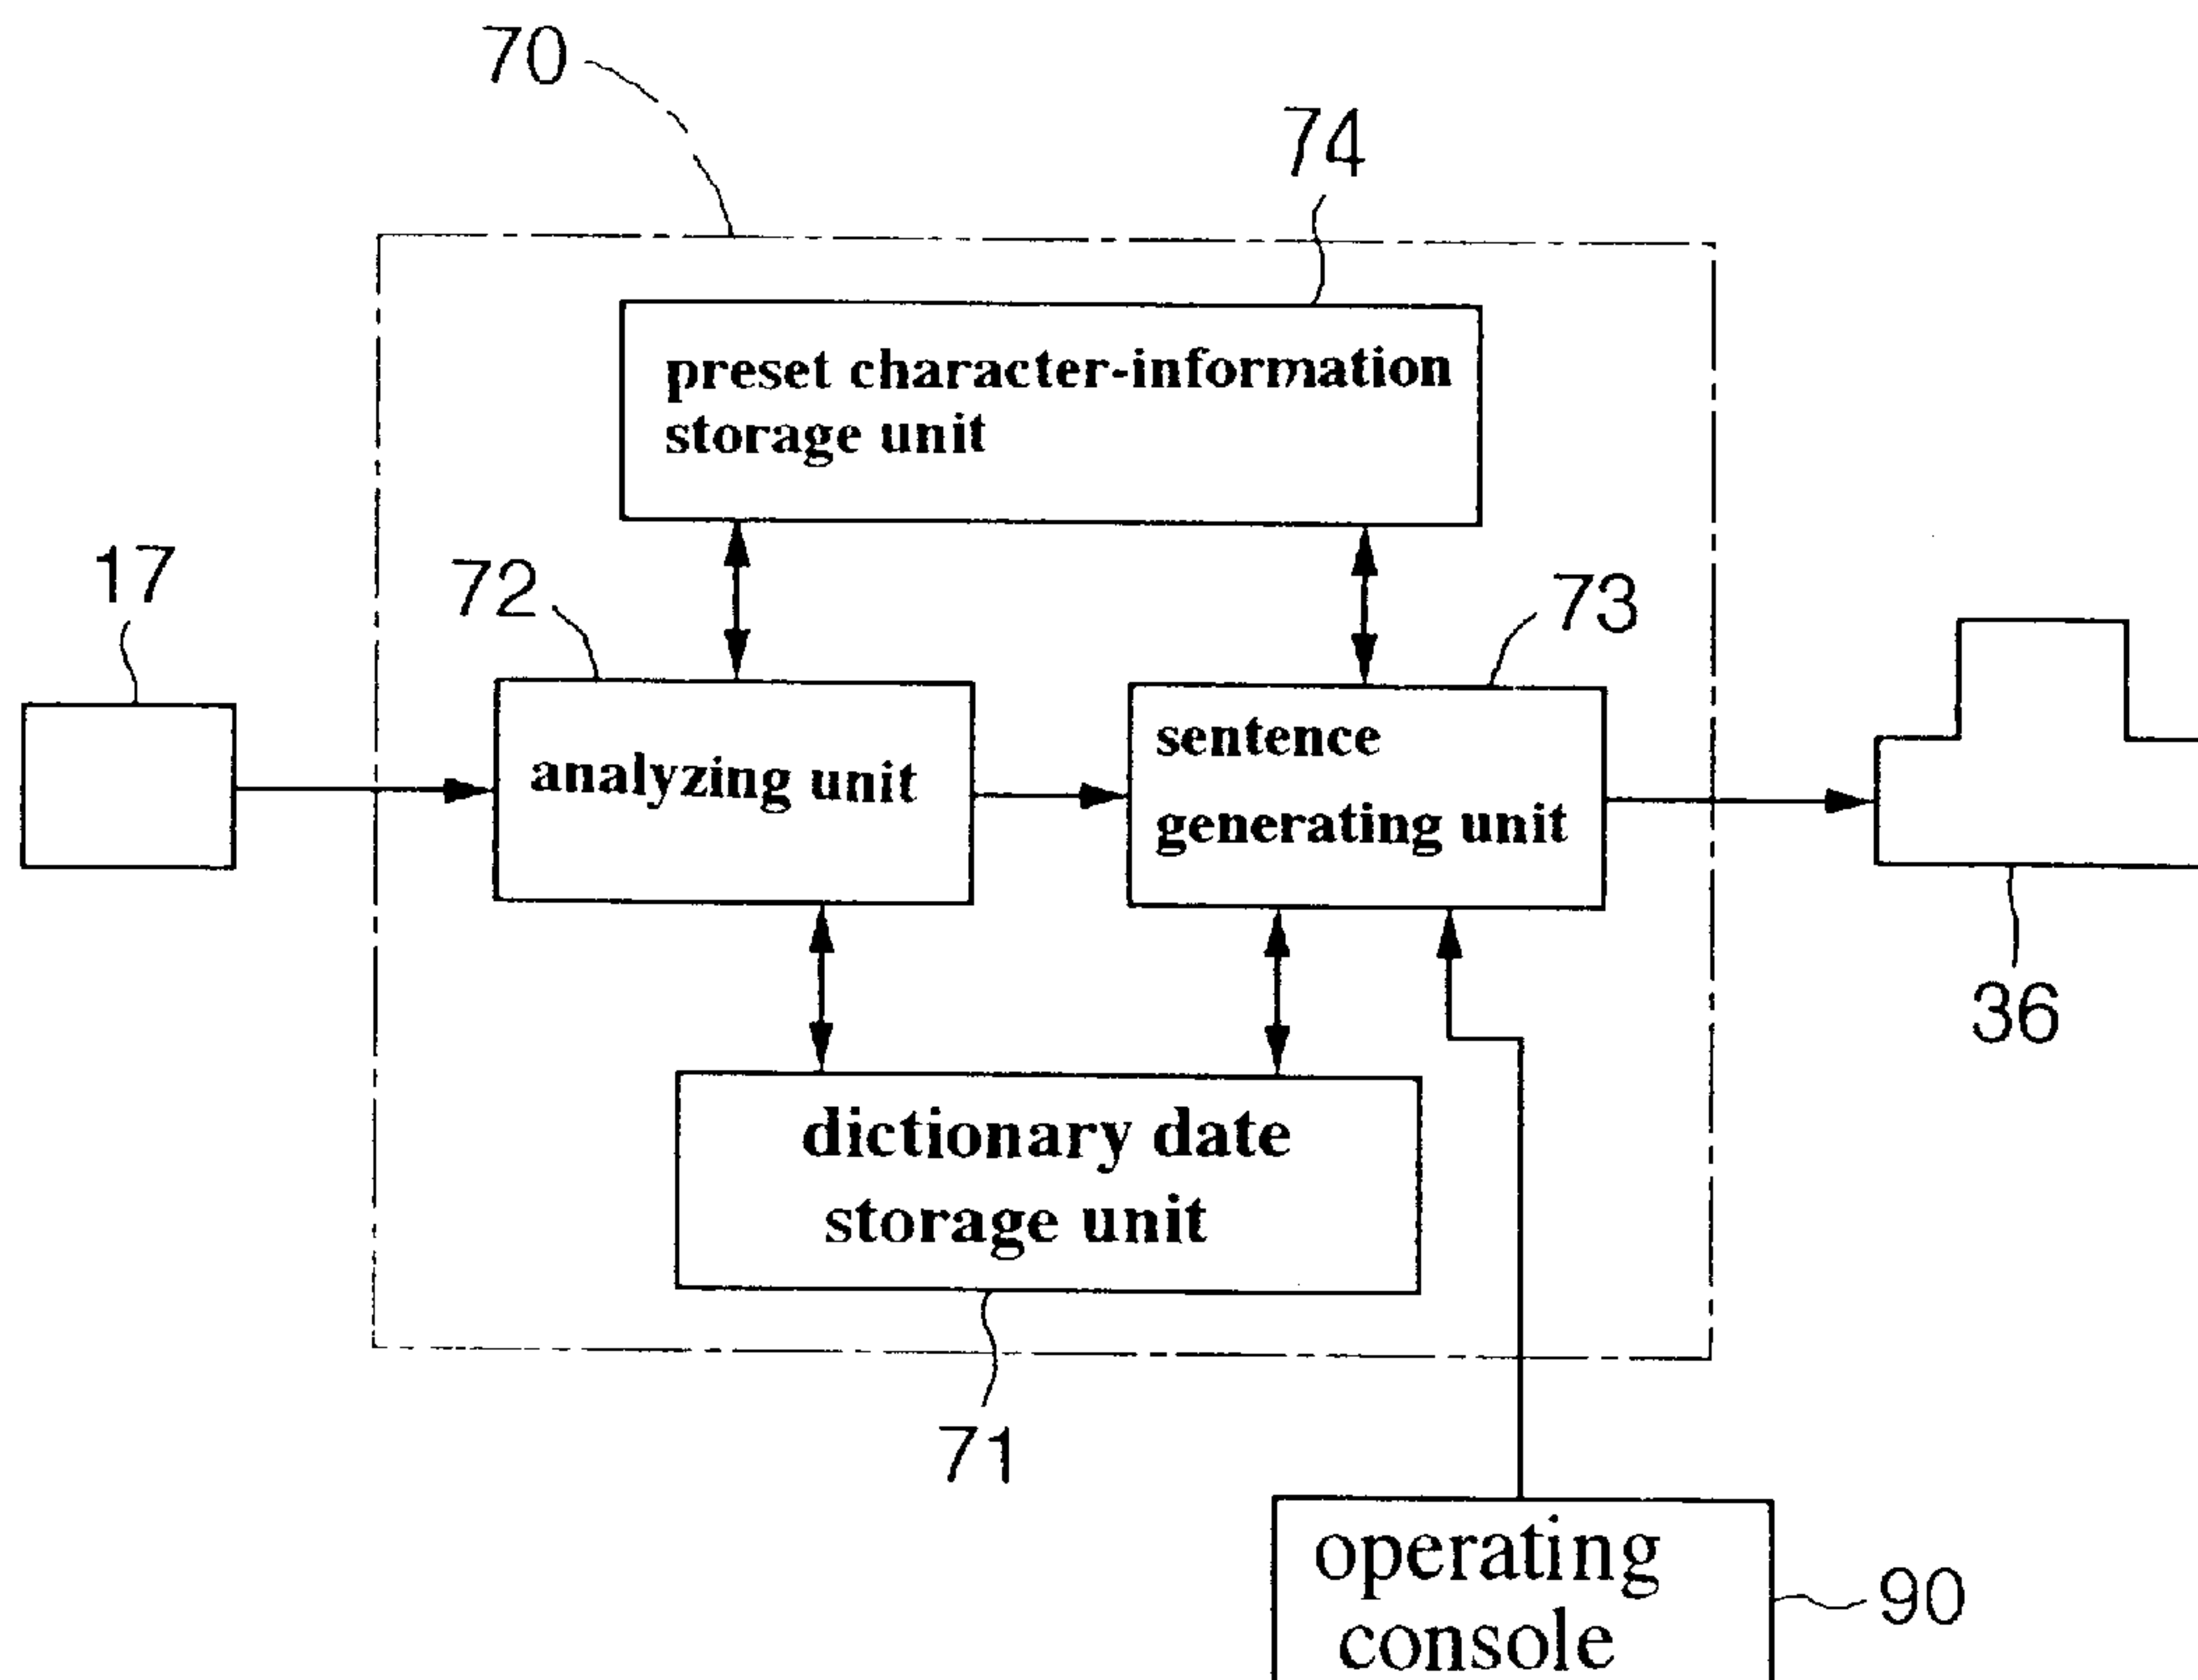 70
74
preset character-information
storage unit
17
72
73
analyzing unit
sentence
generating unit
36
dictionary date
storage unit
71
operating
console
90